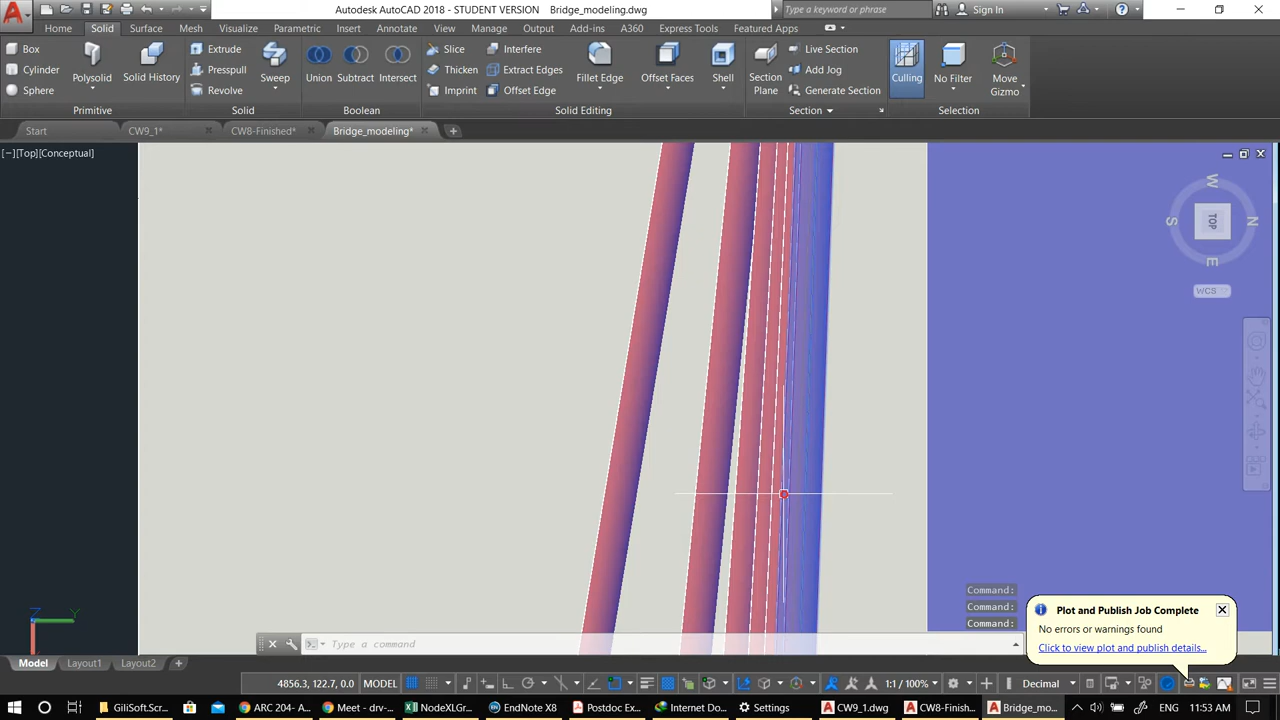 Autodesk AutoCAD 2018 - STUDENT VERSION Bridge_modeling.dwg
Type a keyword or phrase
Sign In
Home Solid Surface Mesh Visualize Parametric Insert Annotate View Manage Output Add-ins A360 Express Tools Featured Apps
Box
Cylinder
Sphere
Polysolid
Solid History
Extrude
Presspull
Revolve
Sweep
Union
Subtract
Intersect
Slice
Thicken
Imprint
Interfere
Extract Edges
Offset Edge
Fillet Edge
Offset Faces
Shell
Section
Plane
Live Section
Add Jog
Generate Section
Culling
No Filter
Move
Gizmo
Primitive Solid Boolean Solid Editing Section Selection
Start CW9_1* CW8-Finished* Bridge_modeling*
[−][Top][Conceptual]
W
S
TOP
N
E
WCS
Z
Y
Command:
Command:
Command:
Plot and Publish Job Complete
No errors or warnings found
Click to view plot and publish details...
Type a command
Model Layout1 Layout2
4856.3, 122.7, 0.0 MODEL 1:1 / 100% Decimal
GiliSoft.Scr... ARC 204- A... Meet - drv-... NodeXLGr... EndNote X8 Postdoc Ex... Internet Do... Settings CW9_1.dwg CW8-Finish... Bridge_mo... 11:53 AM